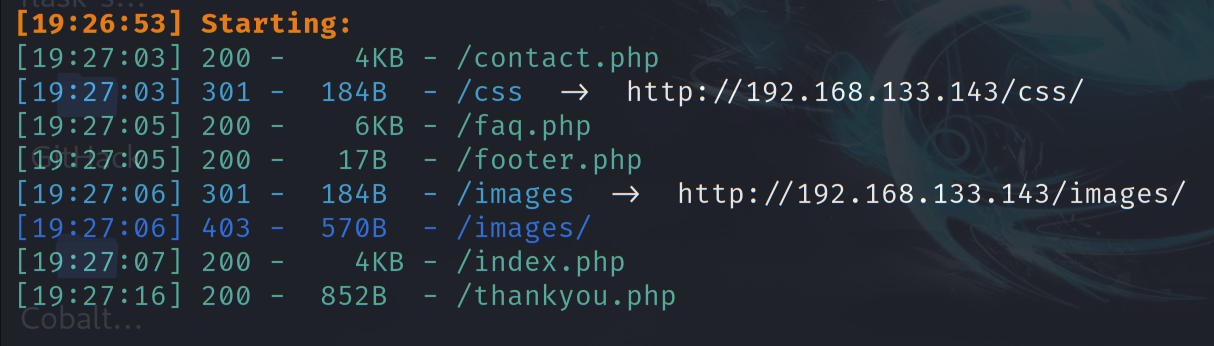 [19:26:53] Starting:
[19:27:03] 200 -    4KB - /contact.php
[19:27:03] 301 -  184B  - /css  →  http://192.168.133.143/css/
[19:27:05] 200 -    6KB - /faq.php
GitHack
[19:27:05] 200 -   17B  - /footer.php
[19:27:06] 301 -  184B  - /images  →  http://192.168.133.143/images/
[19:27:06] 403 -  570B  - /images/
[19:27:07] 200 -    4KB - /index.php
[19:27:16] 200 -  852B  - /thankyou.php
Cobalt...